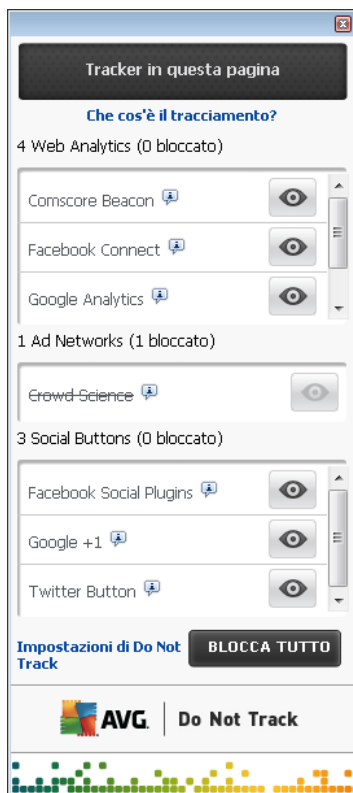 Tracker in questa pagina
Che cos'è il tracciamento?
4 Web Analytics (0 bloccato)
Comscore Beacon
Facebook Connect
Google Analytics
1 Ad Networks (1 bloccato)
Crowd Science
3 Social Buttons (0 bloccato)
Facebook Social Plugins
Google +1
Twitter Button
Impostazioni di Do Not
Track
BLOCCA TUTTO
AVG. Do Not Track